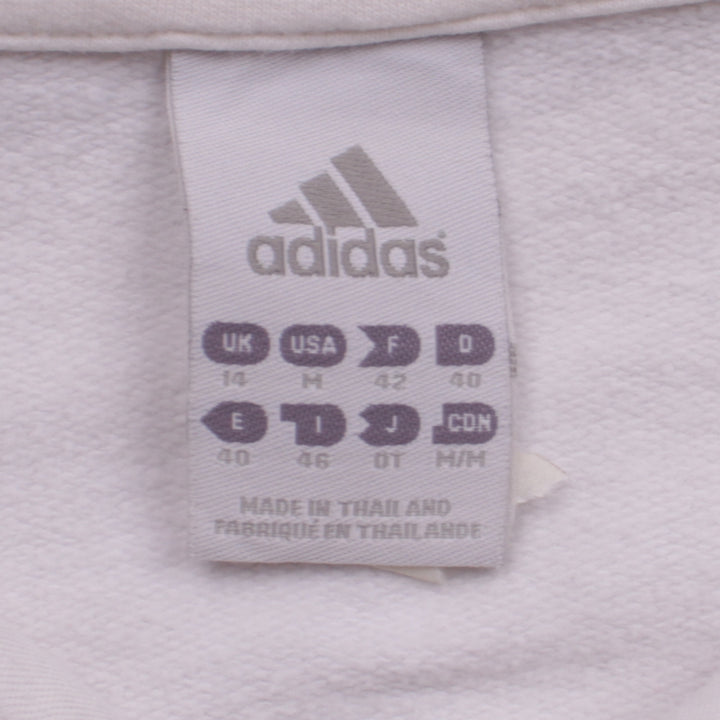 adidas
UK USA F D
14 M 42 40
E I J CDN
40 46 OT M/M
MADE IN THAILAND
FABRIQUÉ EN THAILANDE